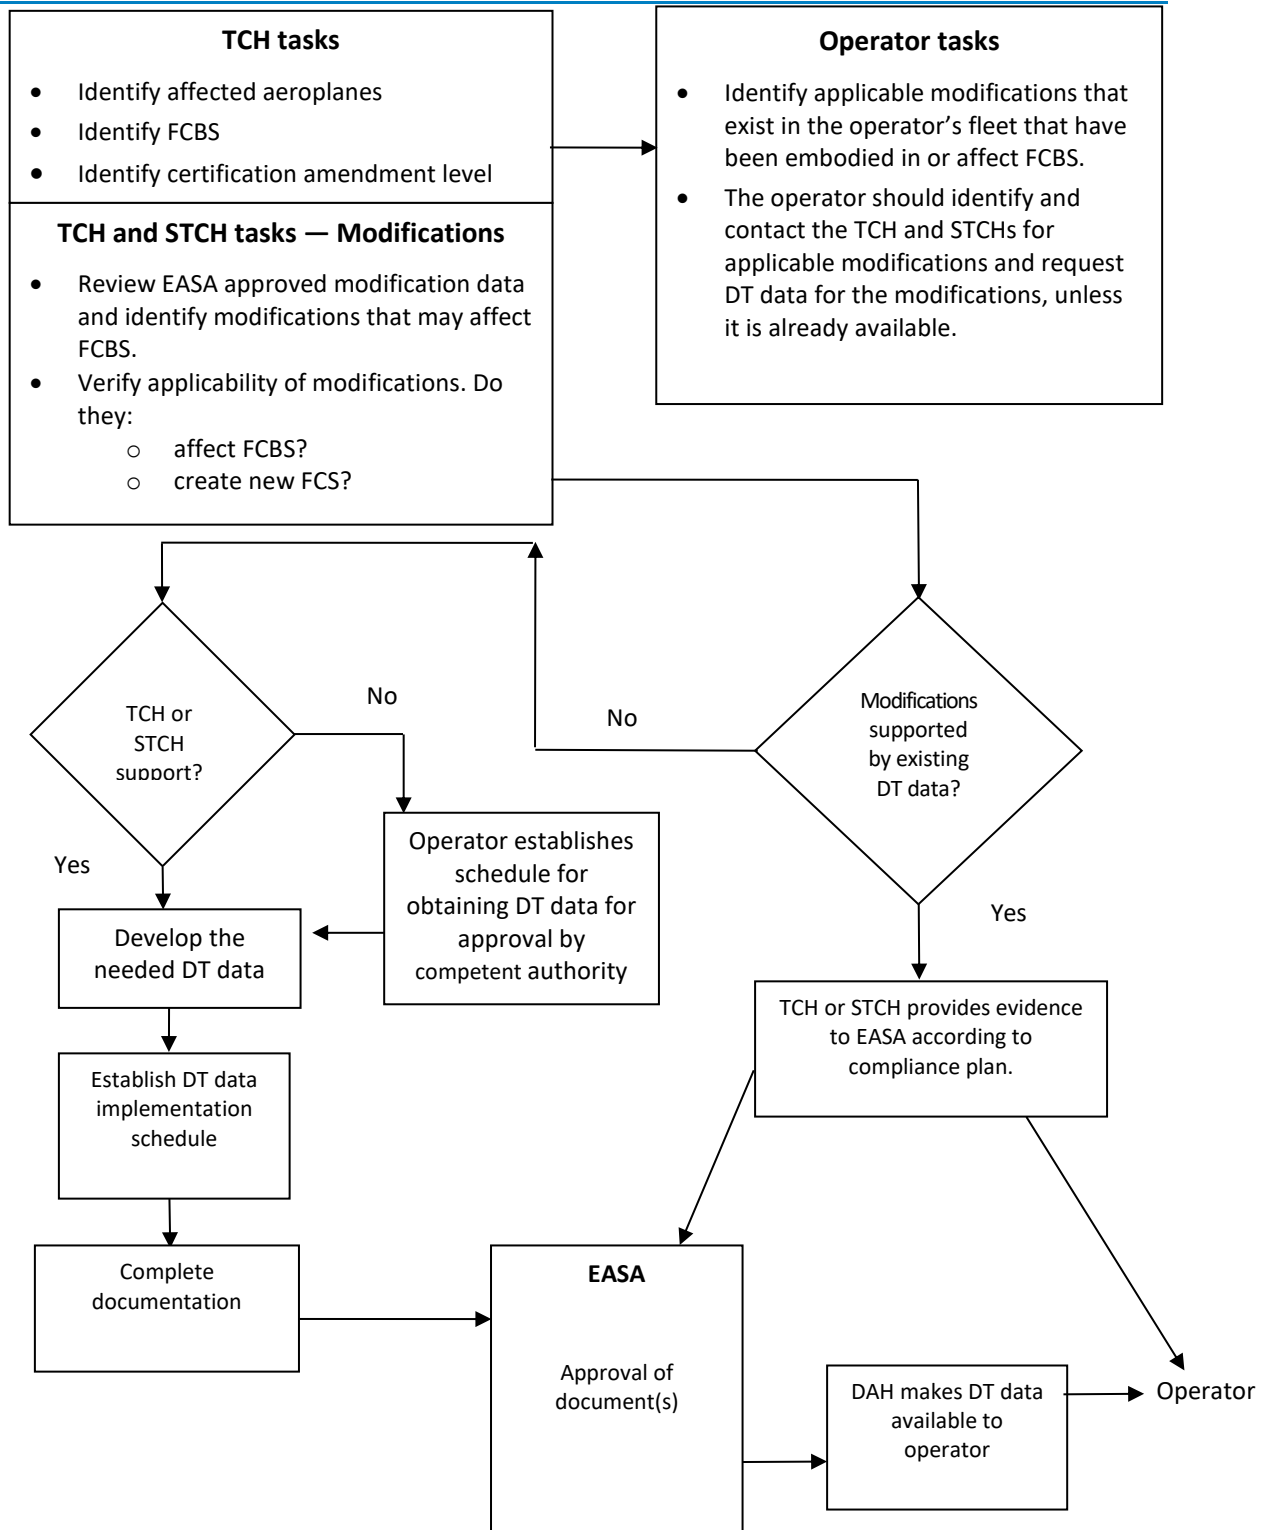 TCH tasks
• Identify affected aeroplanes
• Identify FCBS
• Identify certification amendment level
TCH and STCH tasks — Modifications
• Review EASA approved modification data
and identify modifications that may affect
FCBS.
• Verify applicability of modifications. Do
they:
o affect FCBS?
o create new FCS?
Operator tasks
• Identify applicable modifications that
exist in the operator’s fleet that have
been embodied in or affect FCBS.
• The operator should identify and
contact the TCH and STCHs for
applicable modifications and request
DT data for the modifications, unless
it is already available.
TCH or
STCH
support?
No
Yes
No
Modifications
supported
by existing
DT data?
Yes
Operator establishes
schedule for
obtaining DT data for
approval by
competent authority
Develop the
needed DT data
Establish DT data
implementation
schedule
Complete
documentation
TCH or STCH provides evidence
to EASA according to
compliance plan.
EASA
Approval of
document(s)
DAH makes DT data
available to
operator
Operator